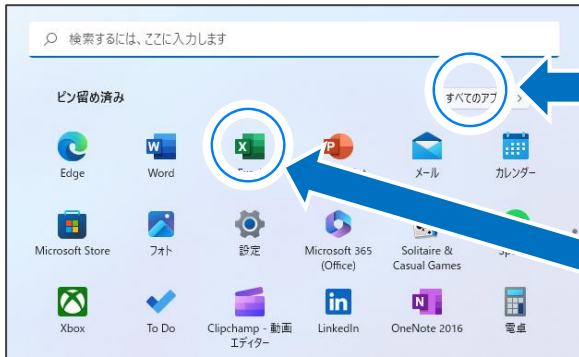 検索するには、ここに入力します
ピン留め済み
すべてのアプ
Edge
Word
メール
カレンダー
Microsoft Store
フォト
設定
Microsoft 365
(Office)
Solitaire &
Casual Games
Xbox
To Do
Clipchamp - 動画
エディター
LinkedIn
OneNote 2016
電卓